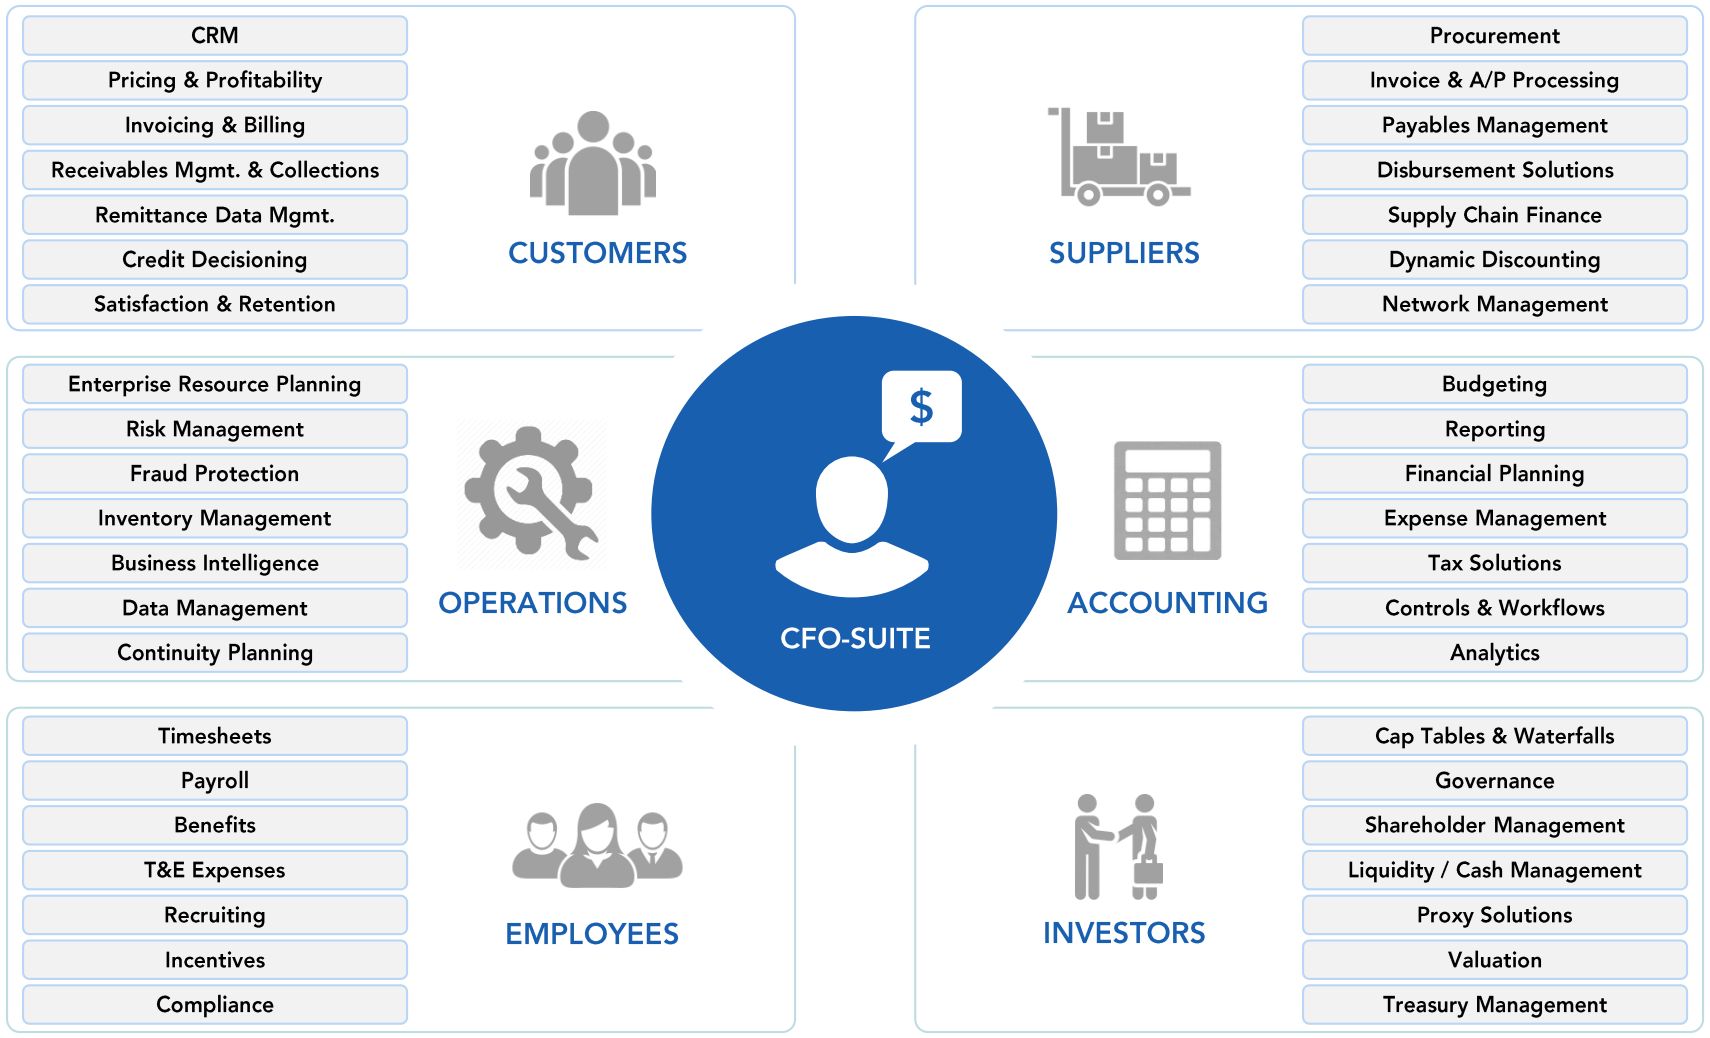 CRM
Pricing & Profitability
Invoicing & Billing
Receivables Mgmt. & Collections
Remittance Data Mgmt.
Credit Decisioning
Satisfaction & Retention
CUSTOMERS
SUPPLIERS
Procurement
Invoice & A/P Processing
Payables Management
Disbursement Solutions
Supply Chain Finance
Dynamic Discounting
Network Management
Enterprise Resource Planning
Risk Management
Fraud Protection
Inventory Management
Business Intelligence
Data Management
Continuity Planning
OPERATIONS
$
CFO-SUITE
ACCOUNTING
Budgeting
Reporting
Financial Planning
Expense Management
Tax Solutions
Controls & Workflows
Analytics
Timesheets
Payroll
Benefits
T&E Expenses
Recruiting
Incentives
Compliance
EMPLOYEES
INVESTORS
Cap Tables & Waterfalls
Governance
Shareholder Management
Liquidity / Cash Management
Proxy Solutions
Valuation
Treasury Management